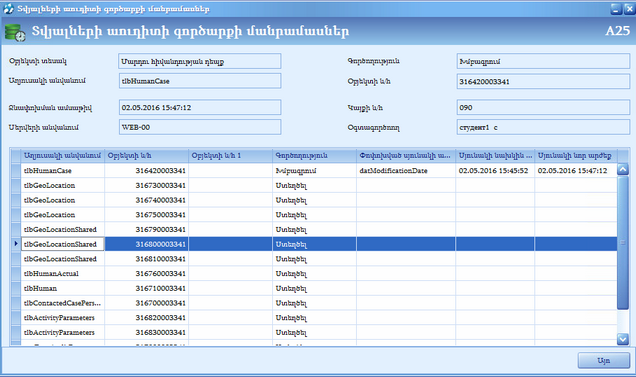 Տվյալների աուդիտի գործարքի մանրամասներ
Տվյալների աուդիտի գործարքի մանրամասներ A25
Օբյեկտի տեսակ Մարդու հիվանդության դեպք Գործողություն Խմբագրում
Աղյուսակի անվանում tlbHumanCase Օբյեկտի ն/հ 316420003341
Քնափոխման ամսաթիվ 02.05.2016 15:47:12 Կայքի ն/հ 090
Սերվերի անվանում WEB-00 Օգտագործող студент1 с
Աղյուսակի անվանում Օբյեկտի ն/հ Օբյեկտի ն/հ 1 Գործողություն Փոփոխված սյունակի ա... Սյունակի նախկին ... Սյունակի նոր արժեք
tlbHumanCase 316420003341 Խմբագրում datModificationDate 02.05.2016 15:45:52 02.05.2016 15:47:12
tlbGeoLocation 316730003341 Ստեղծել
tlbGeoLocation 316740003341 Ստեղծել
tlbGeoLocation 316750003341 Ստեղծել
tlbGeoLocationShared 316790003341 Ստեղծել
tlbGeoLocationShared 316800003341 Ստեղծել
tlbGeoLocationShared 316810003341 Ստեղծել
tlbHumanActual 316760003341 Ստեղծել
tlbHuman 316710003341 Ստեղծել
tlbContactedCasePers... 316700003341 Ստեղծել
tlbActivityParameters 316820003341 Ստեղծել
tlbActivityParameters 316830003341 Ստեղծել
Այո